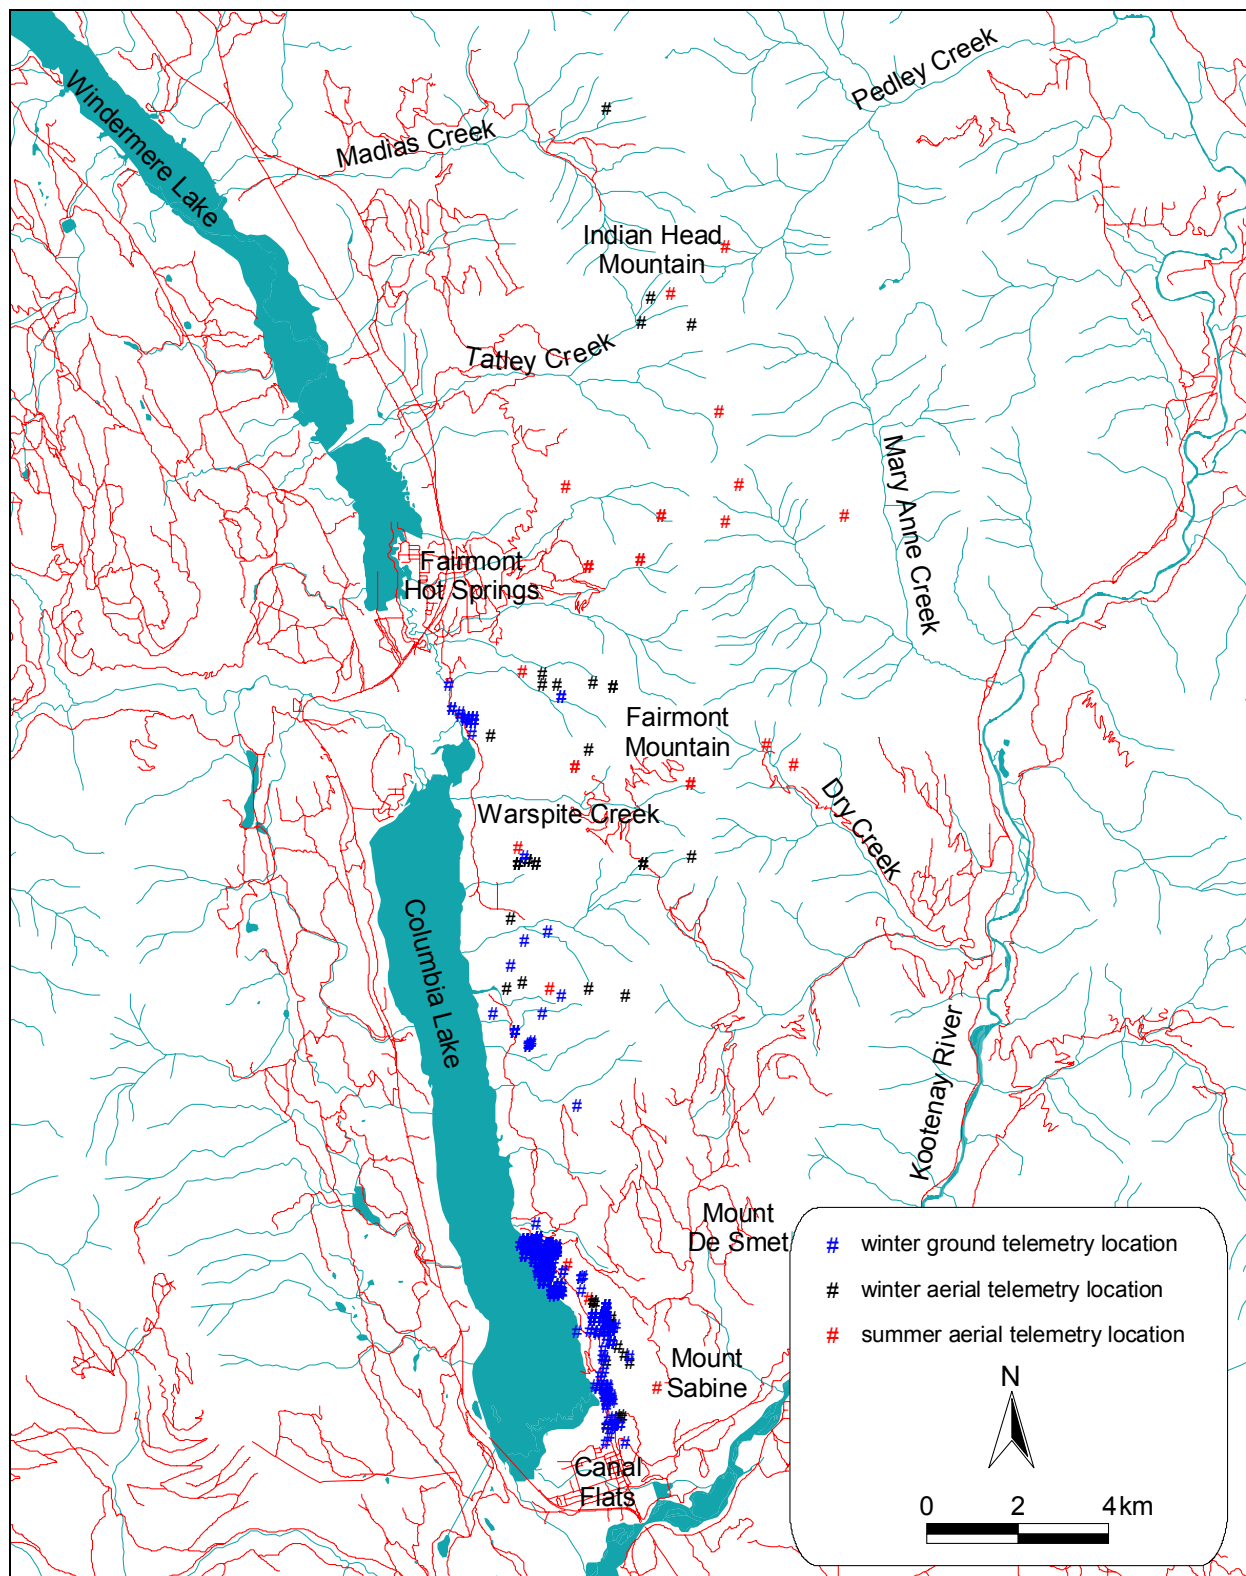 Pedley Creek
Windermere Lake
Madias Creek
Indian Head
Mountain
Tatley Creek
Mary Anne Creek
Fairmont
Hot Springs
Fairmont
Mountain
Dry Creek
Warspite Creek
Columbia Lake
Kootenay River
Mount
De Smet
# winter ground telemetry location
# winter aerial telemetry location
# summer aerial telemetry location
Mount
Sabine
N
Canal
Flats
0 2 4 km